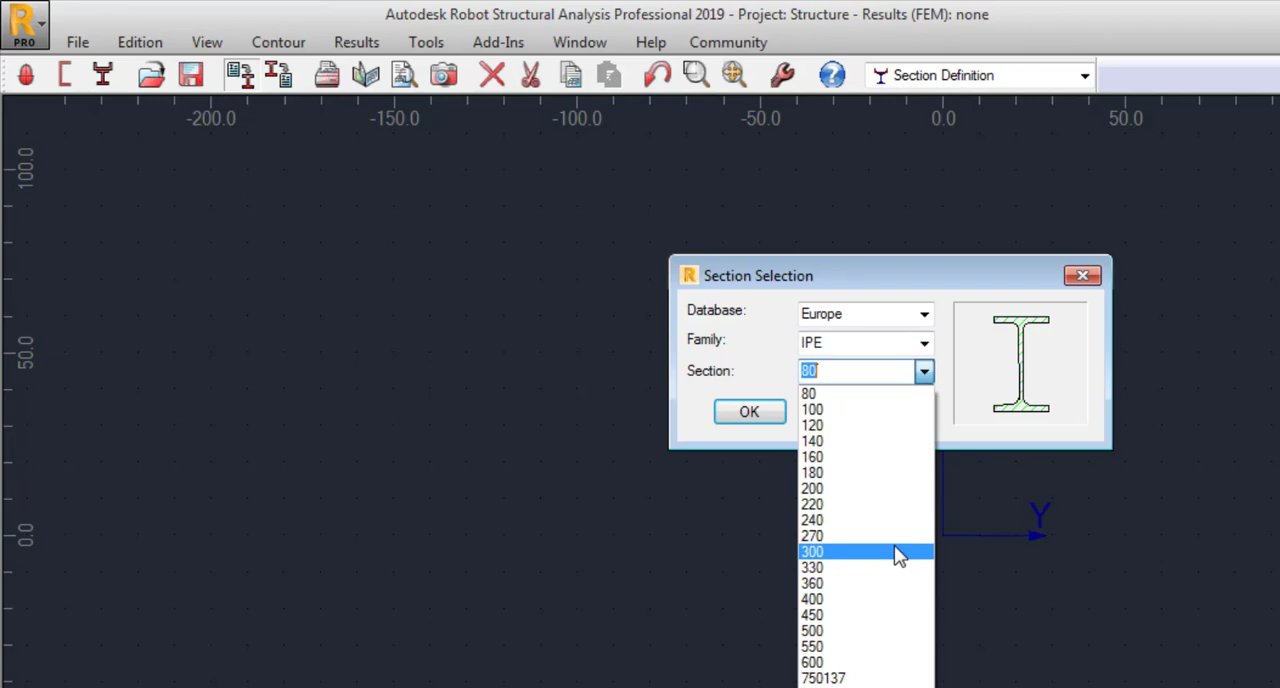 Autodesk Robot Structural Analysis Professional 2019 - Project: Structure - Results (FEM): none
PRO
File Edition View Contour Results Tools Add-Ins Window Help Community
Section Definition
-200.0 -150.0 -100.0 -50.0 0.0 50.0
100.0
50.0
0.0
Section Selection
Database: Europe
Family: IPE
Section: 80
OK
80
100
120
140
160
180
200
220
240
270
300
330
360
400
450
500
550
600
750137
Y